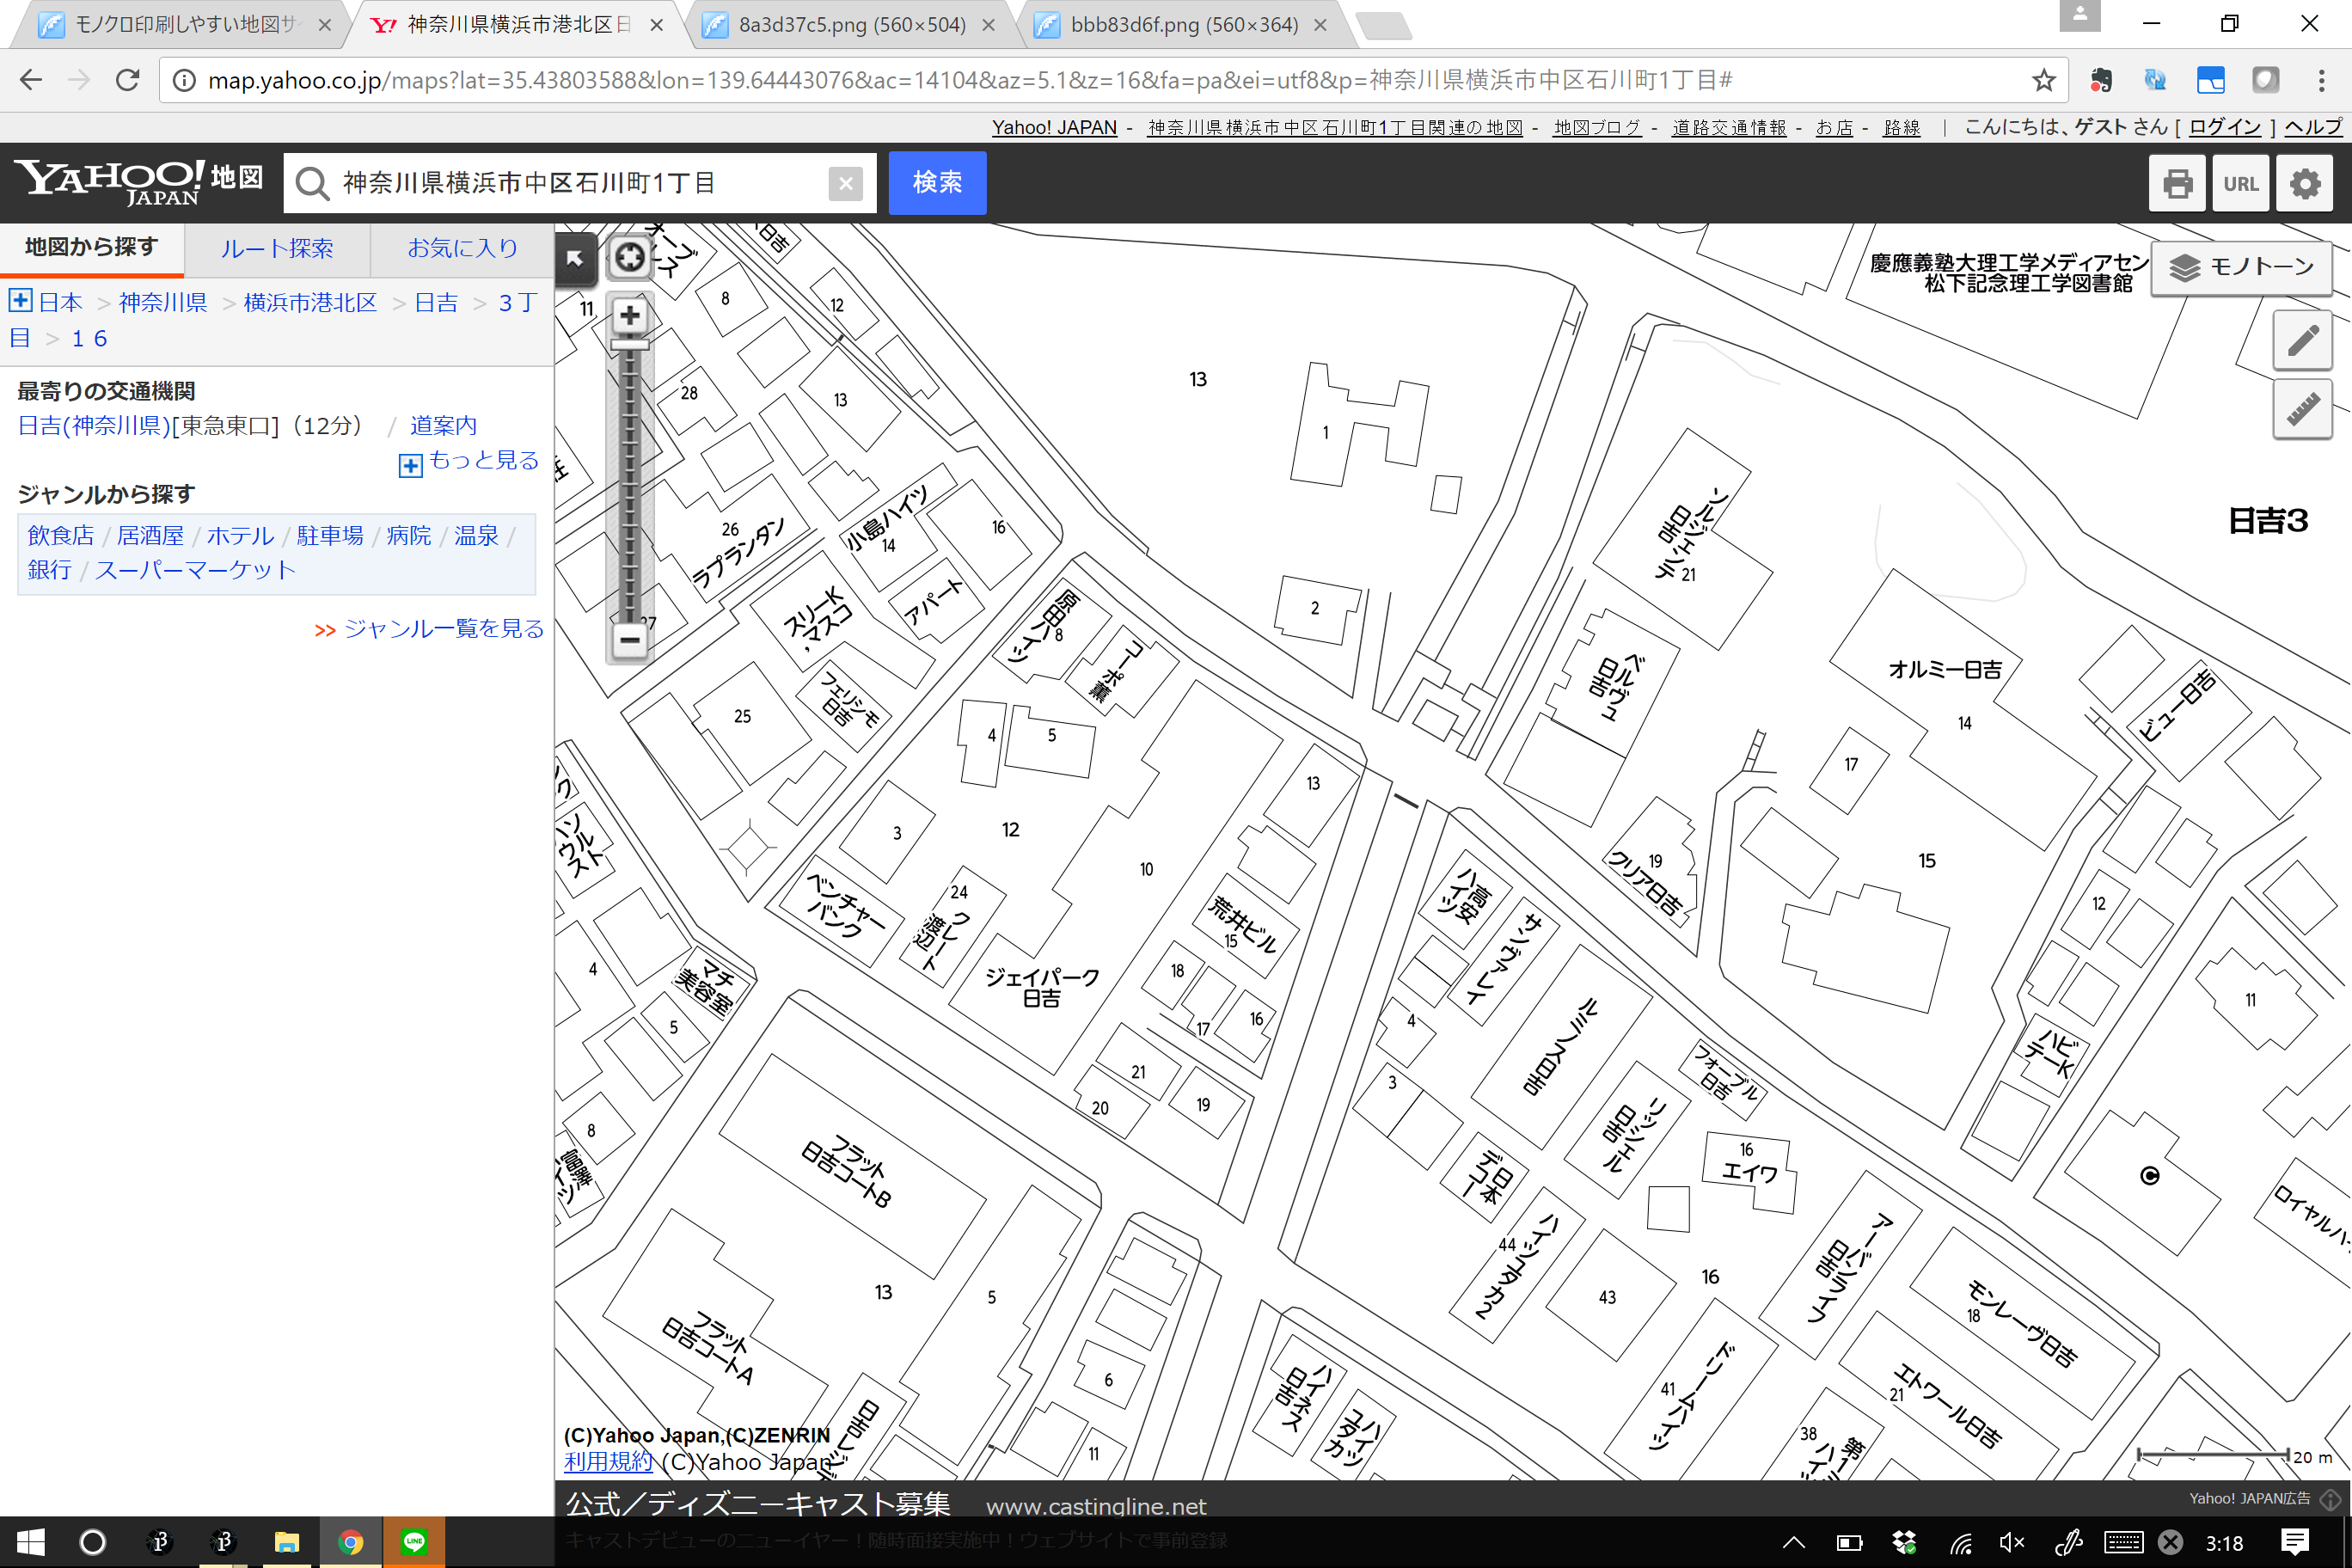 モノクロ印刷しやすい地図サ
神奈川県横浜市港北区日
8a3d37c5.png (560×504)
bbb83d6f.png (560×364)
map.yahoo.co.jp/maps?lat=35.43803588&lon=139.64443076&ac=14104&az=5.1&z=16&fa=pa&ei=utf8&p=神奈川県横浜市中区石川町1丁目#
Yahoo! JAPAN - 神奈川県横浜市中区石川町1丁目関連の地図 - 地図ブログ - 道路交通情報 - お店 - 路線 | こんにちは、ゲストさん [ ログイン ] ヘルプ
YAHOO! JAPAN 地図
神奈川県横浜市中区石川町1丁目
検索
URL
地図から探す
ルート探索
お気に入り
日本 > 神奈川県 > 横浜市港北区 > 日吉 > 3丁
目 > 16
最寄りの交通機関
日吉(神奈川県)[東急東口]（12分） / 道案内
もっと見る
ジャンルから探す
飲食店 / 居酒屋 / ホテル / 駐車場 / 病院 / 温泉 /
銀行 / スーパーマーケット
>> ジャンル一覧を見る
慶應義塾大理工学メディアセン
松下記念理工学図書館
モノトーン
オーブ
日吉
11
8
12
28
13
13
1
26
ラプランタン
小島ハイツ
14
16
ソルジェンテ
日吉
21
日吉3
アパート
スリーK
マスコ
27
2
原田ハイツ
8
コーポ
薫
ベルヴュ
日吉
オルミー日吉
14
フェリシモ
日吉
25
4
5
17
13
3
12
10
19
クリア日吉
15
ベンチャー
バンク
24
クレート
渡辺
荒井ビル
15
高安
ハイツ
サンヴァレイ
12
4
マチ
美容室
ジェイパーク
日吉
18
17
16
ルミノス日吉
4
11
5
21
20
19
3
フォーブル
日吉
ハビ
テーK
8
富澤
フラット
日吉コートB
日本
デコー
リッシェル
日吉
16
エイワ
C
ロイヤルハ
13
5
ハイツユタカ2
44
43
16
アーバンライフ
日吉
モンレーヴ日吉
18
フラット
日吉コートA
6
ハイネス
日吉
ハイツ
ユタカ
ドリームハイツ
41
エトワール日吉
21
日吉レジデ
11
38
第1
(C)Yahoo Japan,(C)ZENRIN
利用規約 (C)Yahoo Japan
20 m
公式／ディズニーキャスト募集 www.castingline.net
Yahoo! JAPAN広告
キャストデビューのニューイヤー！随時面接実施中！ウェブサイトで事前登録
LINE
3:18